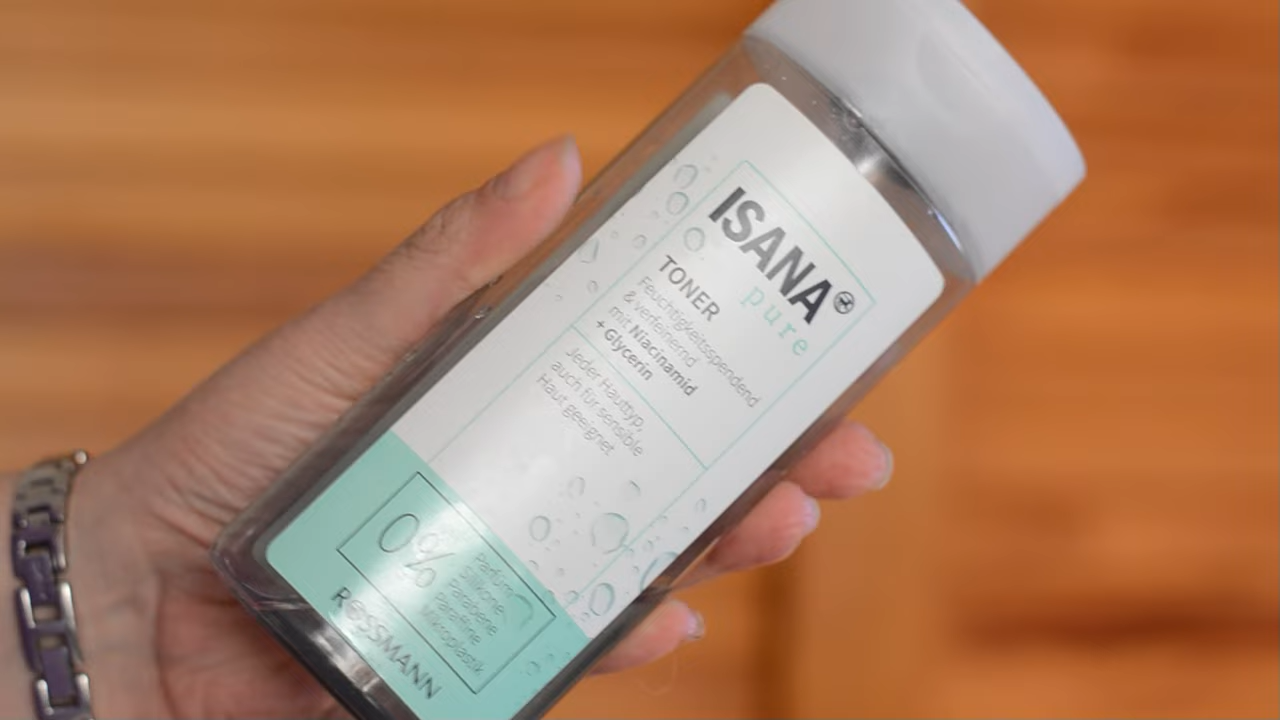 ISANA
pure
TONER
Feuchtigkeitsspendend
& verfeinernd
mit Niacinamid
+ Glycerin
Jeder Hauttyp,
auch für sensible
Haut geeignet
0%
Parfüm
Silikone
Parabene
Paraffine
Mikroplastik
ROSSMANN